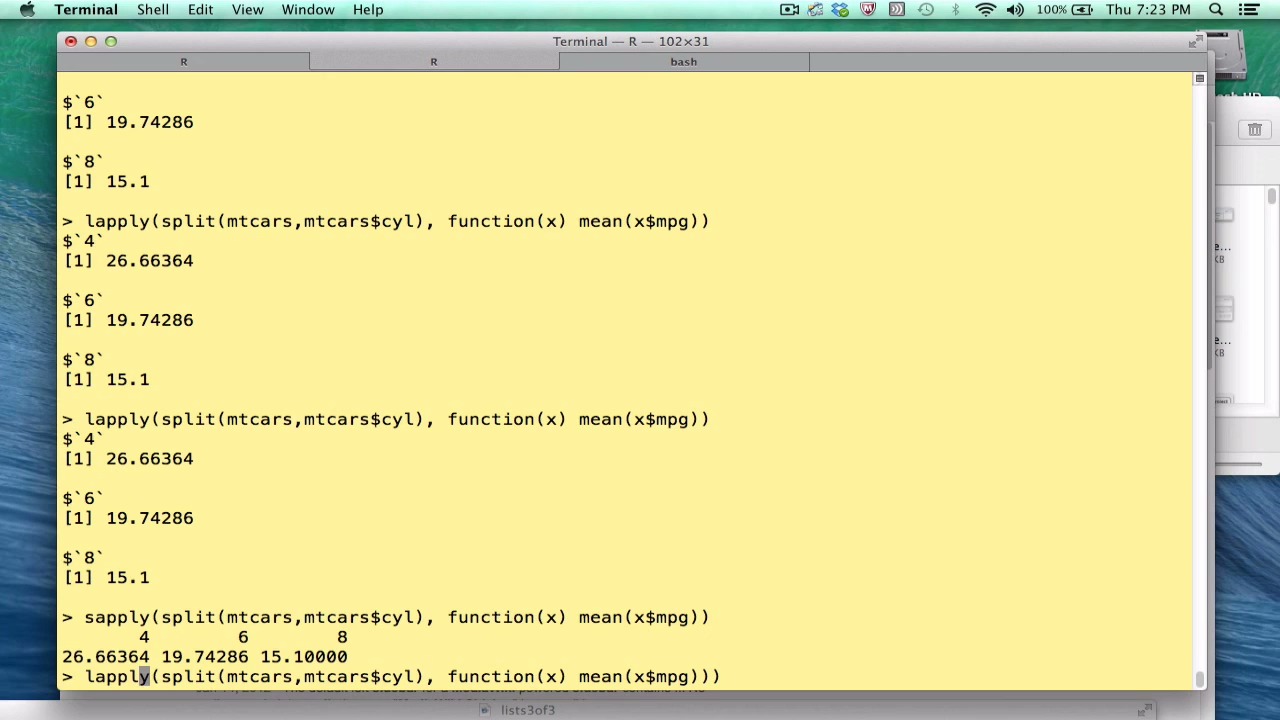 Terminal Shell Edit View Window Help 100% Thu 7:23 PM
Terminal — R — 102×31
R R bash
$`6`
[1] 19.74286
$`8`
[1] 15.1
> lapply(split(mtcars,mtcars$cyl), function(x) mean(x$mpg))
$`4`
[1] 26.66364
$`6`
[1] 19.74286
$`8`
[1] 15.1
> lapply(split(mtcars,mtcars$cyl), function(x) mean(x$mpg))
$`4`
[1] 26.66364
$`6`
[1] 19.74286
$`8`
[1] 15.1
> sapply(split(mtcars,mtcars$cyl), function(x) mean(x$mpg))
4 6 8
26.66364 19.74286 15.10000
> lapply(split(mtcars,mtcars$cyl), function(x) mean(x$mpg)))
lists3of3